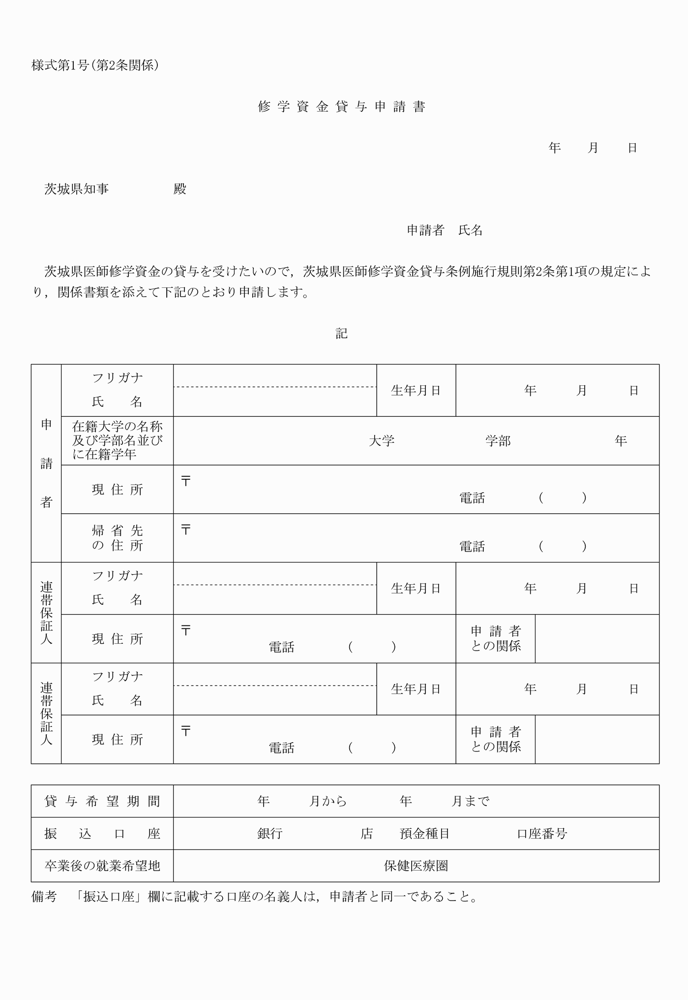 様式第1号(第2条関係)
修学資金貸与申請書
年　月　日
茨城県知事　　　殿
申請者　氏名
茨城県医師修学資金の貸与を受けたいので，茨城県医師修学資金貸与条例施行規則第2条第1項の規定によ
り，関係書類を添えて下記のとおり申請します。
記
申請者
フリガナ
氏　名
生年月日
年　月　日
在籍大学の名称
及び学部名並び
に在籍学年
大学　学部　年
現住所
〒
電話　(　)
帰省先
の住所
〒
電話　(　)
連帯保証人
フリガナ
氏　名
生年月日
年　月　日
現住所
〒
電話　(　)
申請者
との関係
連帯保証人
フリガナ
氏　名
生年月日
年　月　日
現住所
〒
電話　(　)
申請者
との関係
貸与希望期間
年　月から　年　月まで
振込口座
銀行　店　預金種目　口座番号
卒業後の就業希望地
保健医療圏
備考　「振込口座」欄に記載する口座の名義人は，申請者と同一であること。